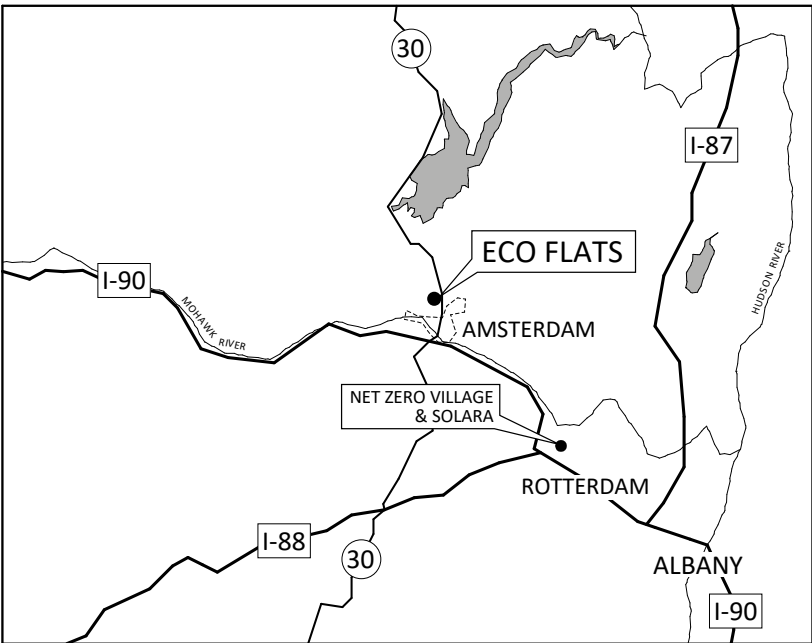 30
I-87
ECO FLATS
HUDSON RIVER
I-90
MOHAWK RIVER
AMSTERDAM
NET ZERO VILLAGE
& SOLARA
ROTTERDAM
I-88
30
ALBANY
I-90